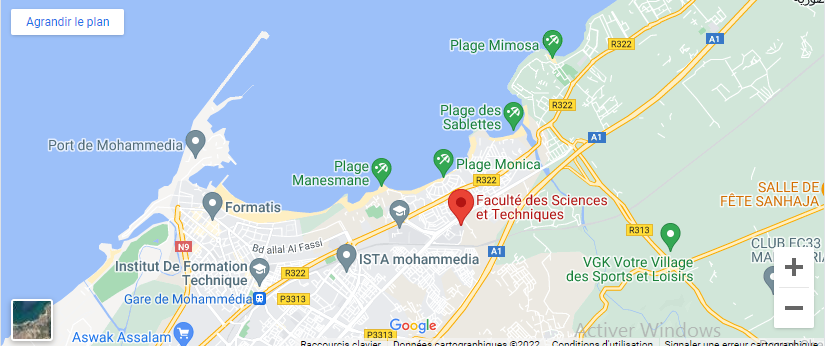 Agrandir le plan
Plage Mimosa
R322
A1
Plage des
Sablettes
R322
A1
Port de Mohammedia
Plage
Manesmane
Plage Monica
R322
SALLE DE
FÊTE SANHAJA
Faculté des Sciences
et Techniques
Formatis
R313
N9
Bd allal Al Fassi
A1
CLUB
ISTA mohammedia
VGK Votre Village
des Sports et Loisirs
Institut De Formation
Technique
R322
Gare de Mohammédia
P3313
R313
Google
Activer Windows
Aswak Assalam
P3313
Raccourcis clavier
Données cartographiques ©2022
Conditions d'utilisation
Signaler une erreur cartographique